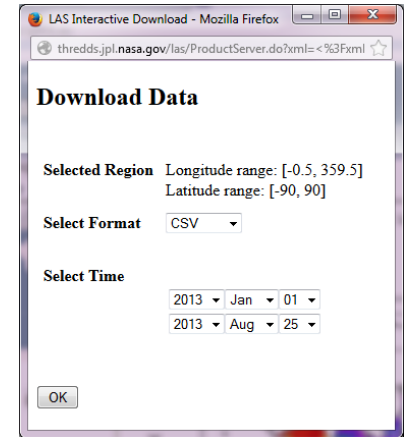 LAS Interactive Download - Mozilla Firefox
thredds.jpl.nasa.gov/las/ProductServer.do?xml=<%3Fxml
Download Data
Selected Region Longitude range: [-0.5, 359.5]
Latitude range: [-90, 90]
Select Format CSV
Select Time
2013 Jan 01
2013 Aug 25
OK